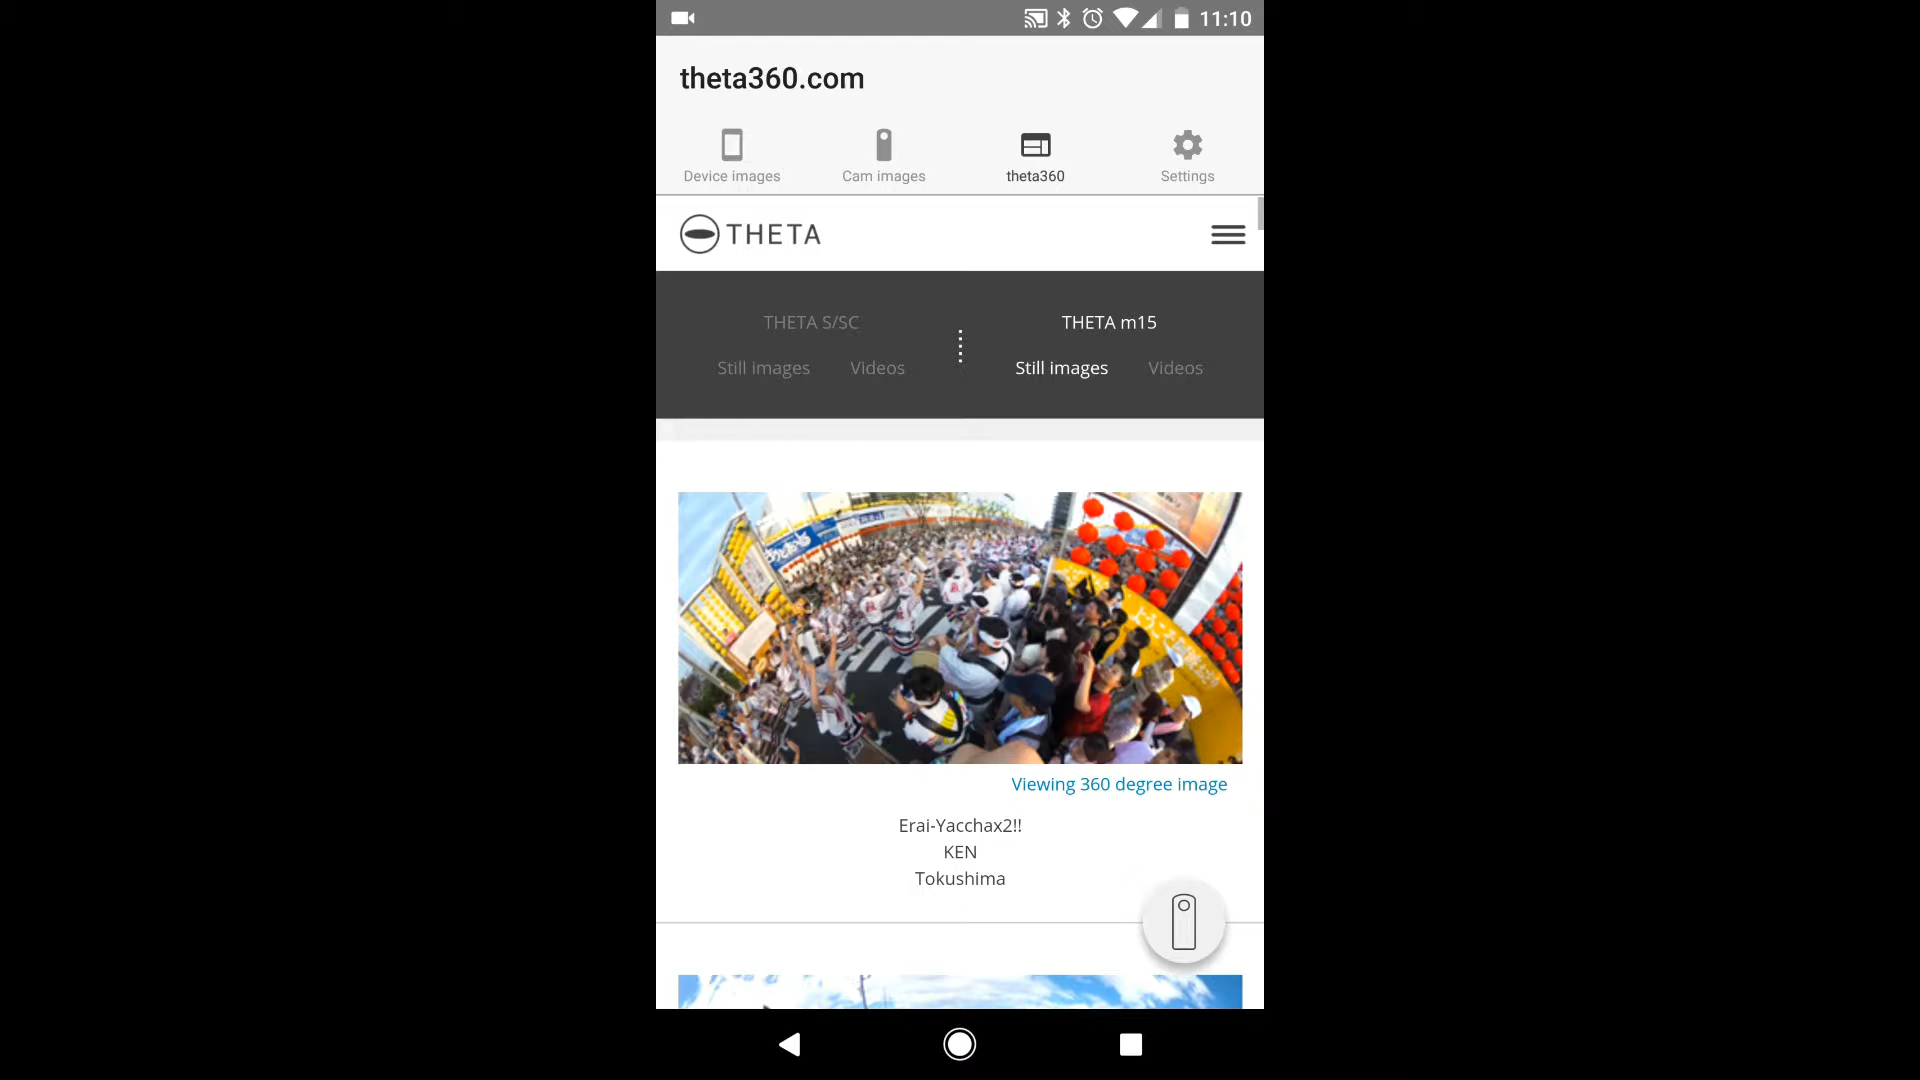 11:10
theta360.com
Device images
Cam images
theta360
Settings
THETA
THETA S/SC
THETA m15
Still images
Videos
Still images
Videos
Viewing 360 degree image
Erai-Yacchax2!!
KEN
Tokushima